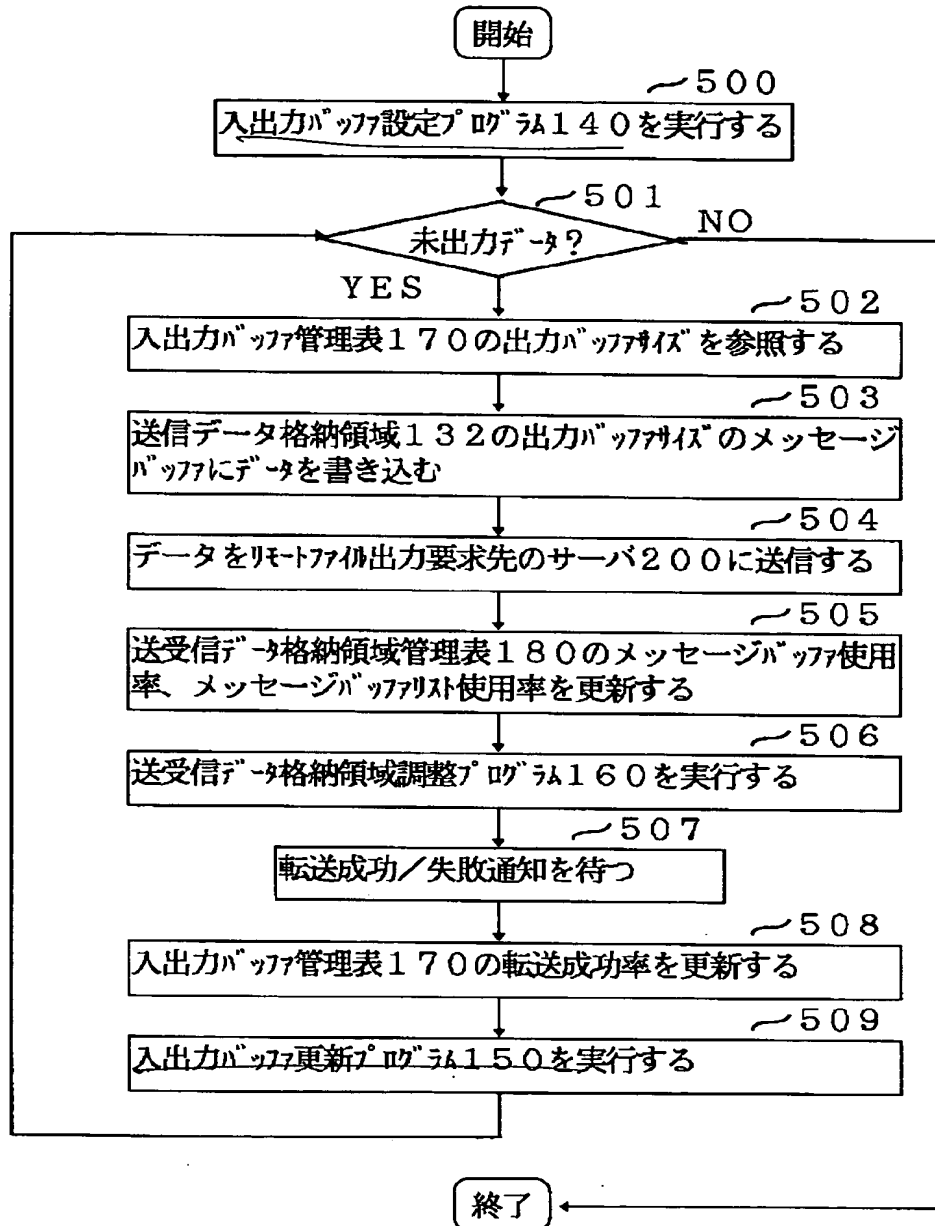 開始
500
入出力バッファ設定プログラム140を実行する
501
未出力データ?
NO
YES
502
入出力バッファ管理表170の出力バッファサイズを参照する
503
送信データ格納領域132の出力バッファサイズのメッセージ
バッファにデータを書き込む
504
データをリモートファイル出力要求先のサーバ200に送信する
505
送受信データ格納領域管理表180のメッセージバッファ使用
率、メッセージバッファリスト使用率を更新する
506
送受信データ格納領域調整プログラム160を実行する
507
転送成功/失敗通知を待つ
508
入出力バッファ管理表170の転送成功率を更新する
509
入出力バッファ更新プログラム150を実行する
終了